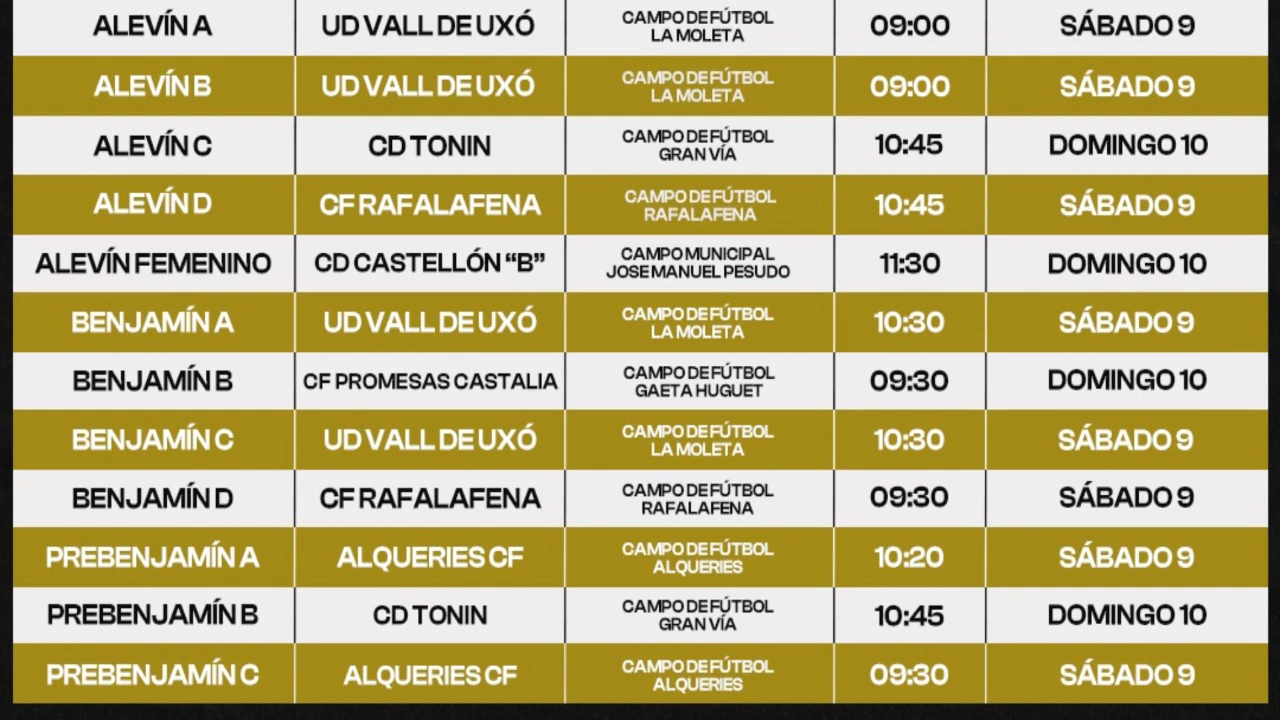 ALEVÍN A UD VALL DE UXÓ CAMPO DE FÚTBOL LA MOLETA 09:00 SÁBADO 9
ALEVÍN B UD VALL DE UXÓ CAMPO DE FÚTBOL LA MOLETA 09:00 SÁBADO 9
ALEVÍN C CD TONIN CAMPO DE FÚTBOL GRAN VÍA 10:45 DOMINGO 10
ALEVÍN D CF RAFALAFENA CAMPO DE FÚTBOL RAFALAFENA 10:45 SÁBADO 9
ALEVÍN FEMENINO CD CASTELLÓN “B” CAMPO MUNICIPAL JOSE MANUEL PESUDO 11:30 DOMINGO 10
BENJAMÍN A UD VALL DE UXÓ CAMPO DE FÚTBOL LA MOLETA 10:30 SÁBADO 9
BENJAMÍN B CF PROMESAS CASTALIA CAMPO DE FÚTBOL GAETA HUGUET 09:30 DOMINGO 10
BENJAMÍN C UD VALL DE UXÓ CAMPO DE FÚTBOL LA MOLETA 10:30 SÁBADO 9
BENJAMÍN D CF RAFALAFENA CAMPO DE FÚTBOL RAFALAFENA 09:30 SÁBADO 9
PREBENJAMÍN A ALQUERIES CF CAMPO DE FÚTBOL ALQUERIES 10:20 SÁBADO 9
PREBENJAMÍN B CD TONIN CAMPO DE FÚTBOL GRAN VÍA 10:45 DOMINGO 10
PREBENJAMÍN C ALQUERIES CF CAMPO DE FÚTBOL ALQUERIES 09:30 SÁBADO 9